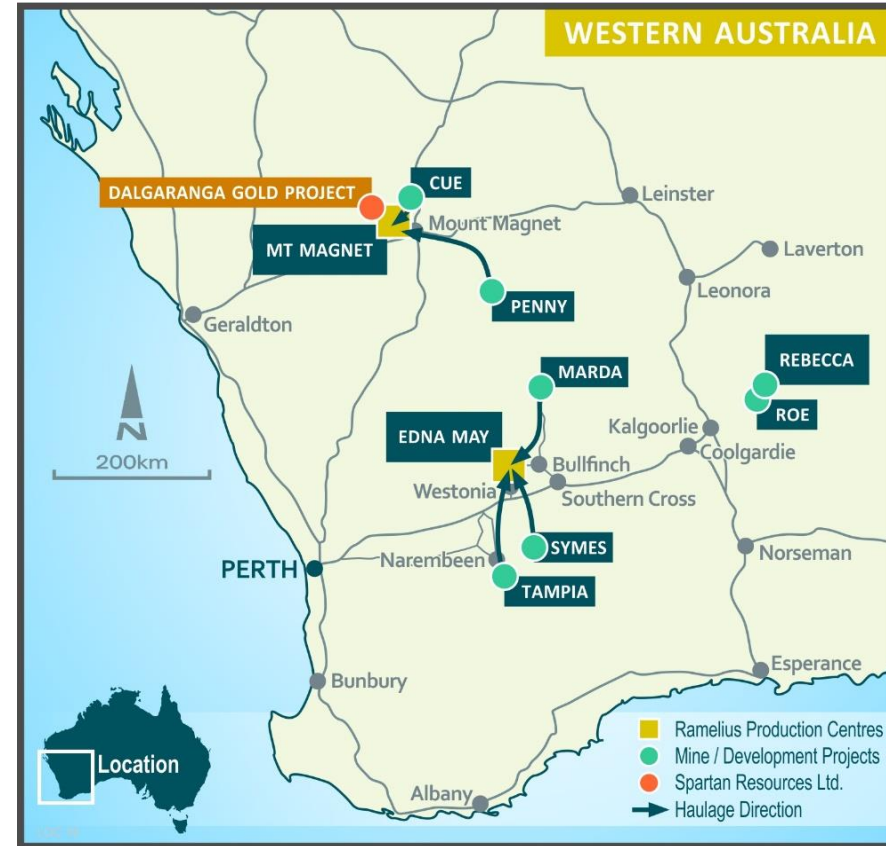 WESTERN AUSTRALIA
CUE
DALGARANGA GOLD PROJECT
Leinster
Mount Magnet
MT MAGNET
Laverton
Leonora
PENNY
Geraldton
REBECCA
MARDA
ROE
N
EDNA MAY
Kalgoorlie
Coolgardie
200km
Bullfinch
Westonia
Southern Cross
SYMES
Norseman
Narembeen
PERTH
TAMPIA
Esperance
Bunbury
Ramelius Production Centres
Mine / Development Projects
Location
Spartan Resources Ltd.
Albany
Haulage Direction